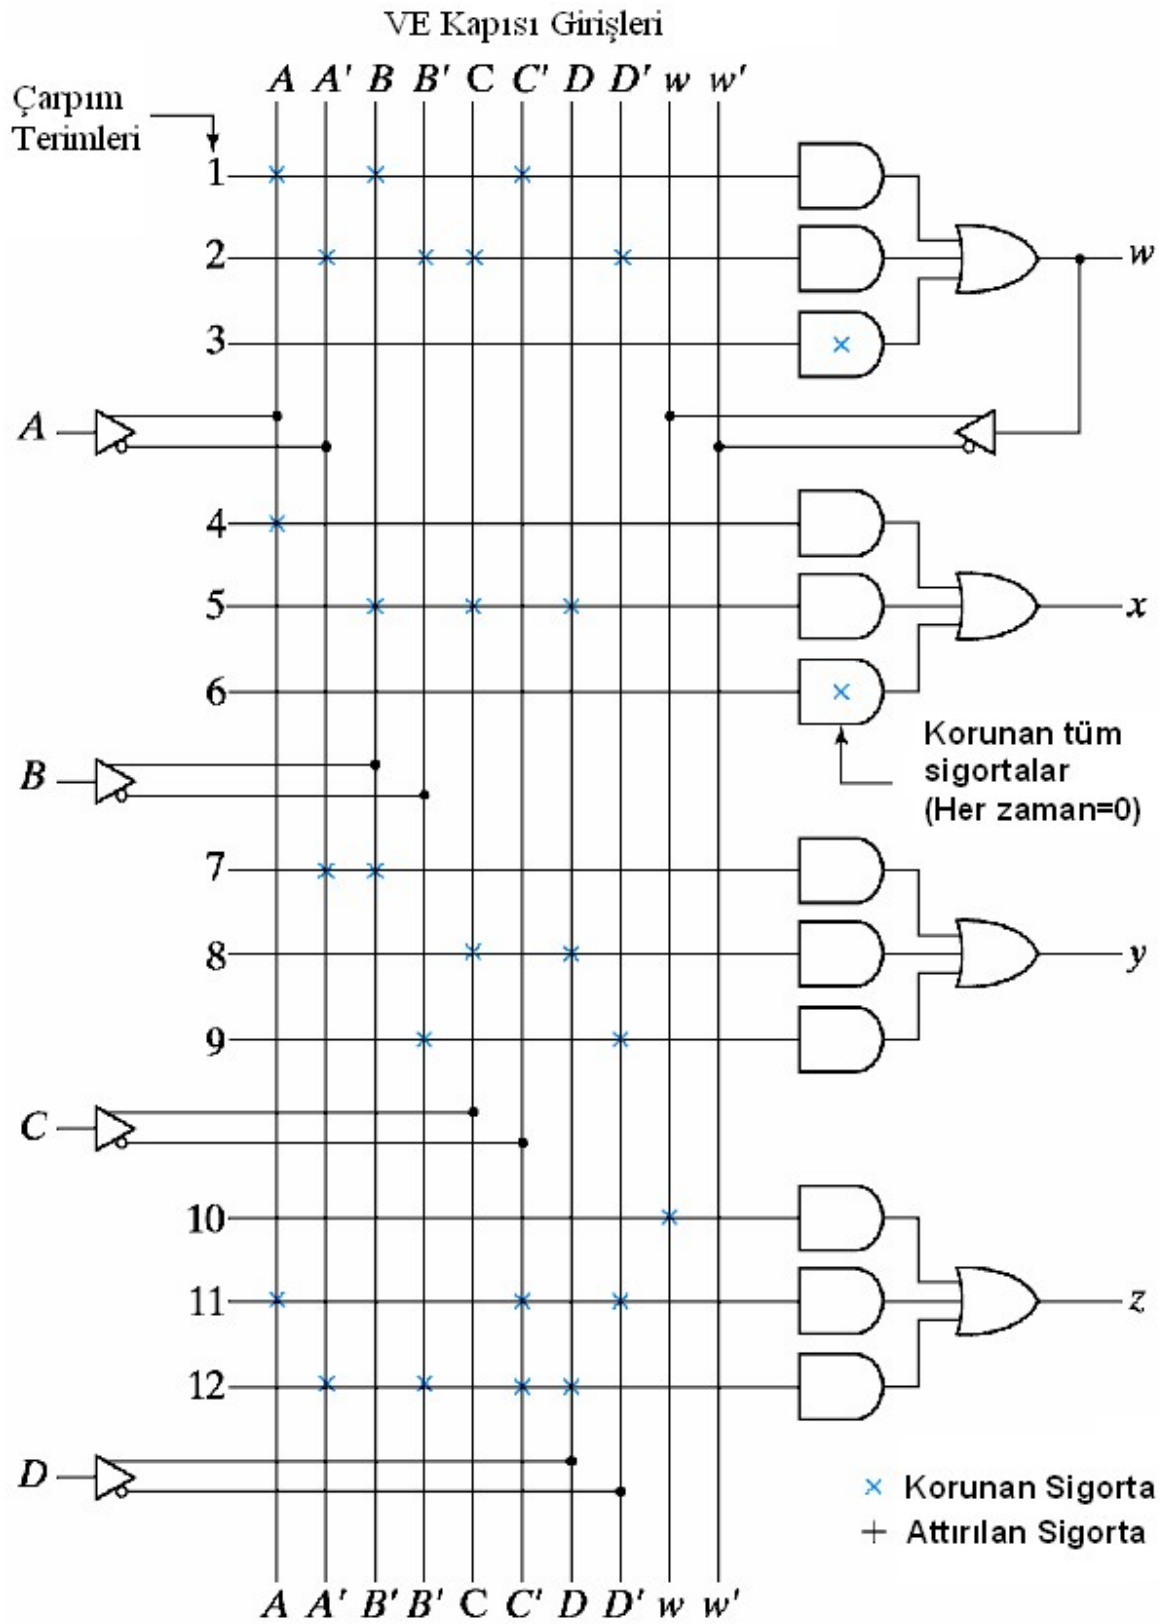 VE Kapısı Girişleri
A A' B B' C C' D D' w w'
Çarpım
Terimleri
1
2
w
3
A
4
5
x
6
Korunan tüm
sigortalar
(Her zaman=0)
B
7
8
y
9
C
10
11
z
12
D
Korunan Sigorta
Attırılan Sigorta
A A' B' B' C C' D D' w w'